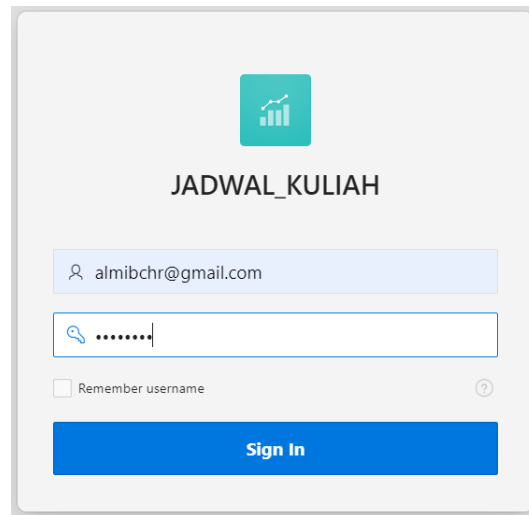 JADWAL_KULIAH
almibchr@gmail.com
••••••••
Remember username
?
Sign In